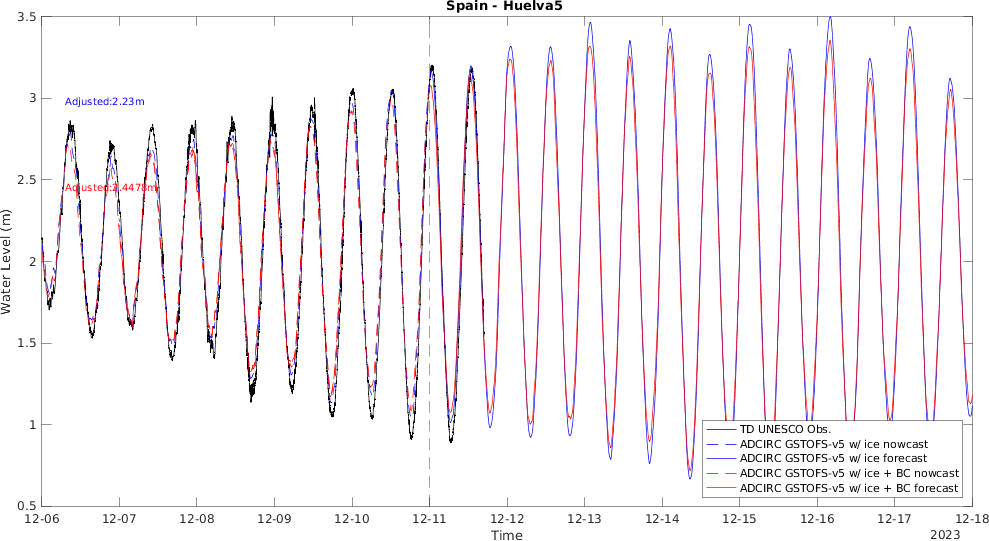 Spain - Huelva5
3.5
3
2.5
2
1.5
1
0.5
Water Level (m)
Adjusted:2.23m
Adjusted:2.4478m
TD UNESCO Obs.
ADCIRC GSTOFS-v5 w/ ice nowcast
ADCIRC GSTOFS-v5 w/ ice forecast
ADCIRC GSTOFS-v5 w/ ice + BC nowcast
ADCIRC GSTOFS-v5 w/ ice + BC forecast
12-06 12-07 12-08 12-09 12-10 12-11 12-12 12-13 12-14 12-15 12-16 12-17 12-18
Time
2023